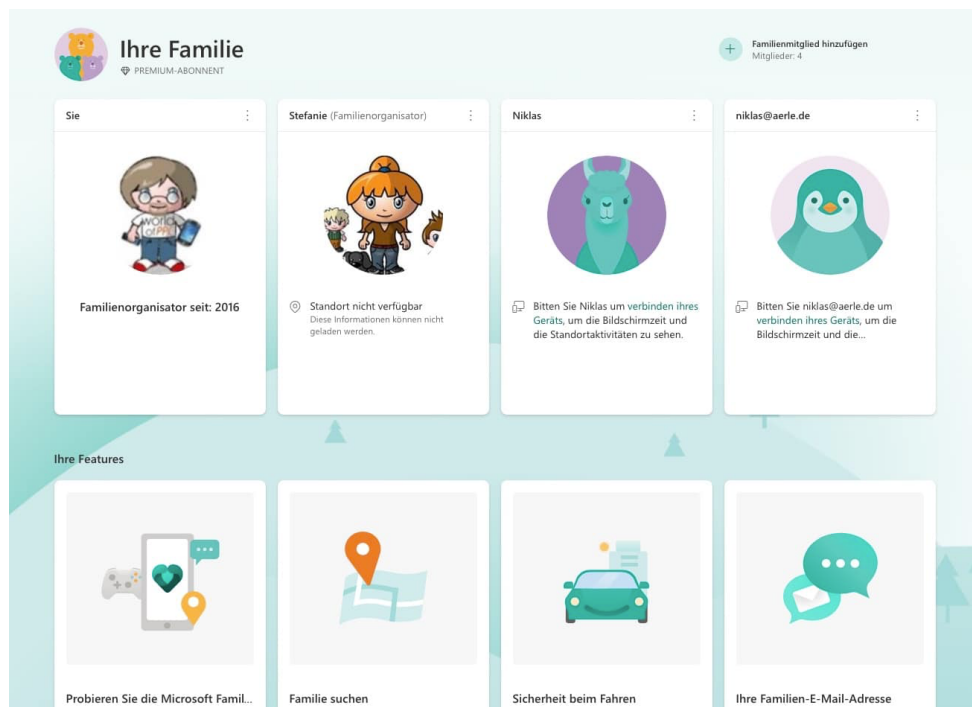 Ihre Familie
PREMIUM-ABONNENT
Familienmitglied hinzufügen
Mitglieder: 4
Sie
Familienorganisator seit: 2016
Stefanie (Familienorganisator)
Standort nicht verfügbar
Diese Informationen können nicht
geladen werden.
Niklas
Bitten Sie Niklas um verbinden ihres
Geräts, um die Bildschirmzeit und
die Standortaktivitäten zu sehen.
niklas@aerle.de
Bitten Sie niklas@aerle.de um
verbinden ihres Geräts, um die
Bildschirmzeit und die...
world
of PPC
Ihre Features
Probieren Sie die Microsoft Famil...
Familie suchen
Sicherheit beim Fahren
Ihre Familien-E-Mail-Adresse